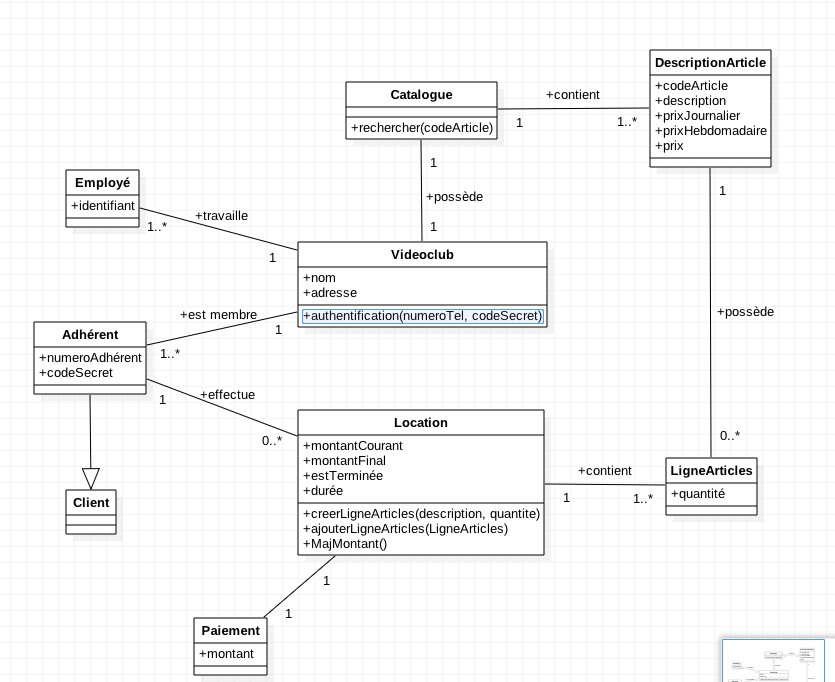 DescriptionArticle
+codeArticle
+description
+prixJournalier
+prixHebdomadaire
+prix
Catalogue
+rechercher(codeArticle)
+contient
1
1..*
1
+possède
1
Employé
+identifiant
+travaille
1..*
1
Videoclub
+nom
+adresse
+authentification(numeroTel, codeSecret)
1
+possède
0..*
Adhérent
+numeroAdhérent
+codeSecret
+est membre
1
1..*
+effectue
1
0..*
Location
+montantCourant
+montantFinal
+estTerminée
+durée
+creerLigneArticles(description, quantite)
+ajouterLigneArticles(LigneArticles)
+MajMontant()
+contient
1
1..*
LigneArticles
+quantité
Client
1
1
Paiement
+montant